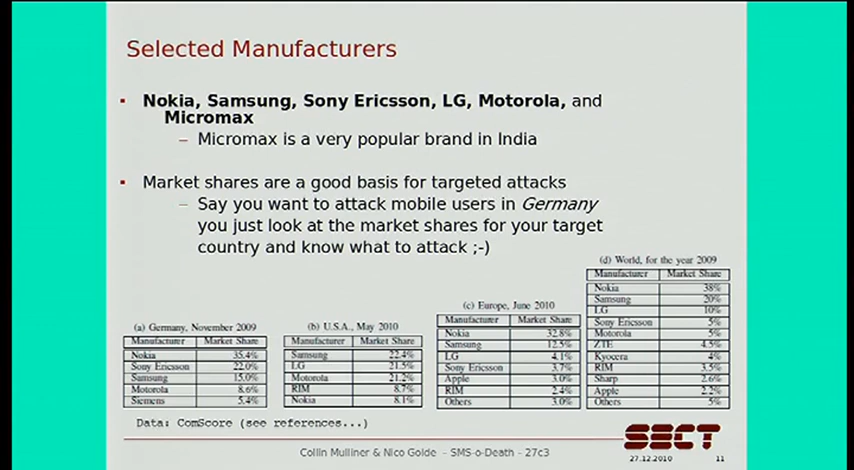 Selected Manufacturers
Nokia, Samsung, Sony Ericsson, LG, Motorola, and
Micromax
– Micromax is a very popular brand in India
Market shares are a good basis for targeted attacks
– Say you want to attack mobile users in Germany
you just look at the market shares for your target
country and know what to attack ;-)
(a) Germany, November 2009
Manufacturer Market Share
Nokia 35.4%
Sony Ericsson 22.0%
Samsung 15.0%
Motorola 8.6%
Siemens 5.4%
(b) U.S.A., May 2010
Manufacturer Market Share
Samsung 22.4%
LG 21.5%
Motorola 21.2%
RIM 8.7%
Nokia 8.1%
(c) Europe, June 2010
Manufacturer Market Share
Nokia 32.8%
Samsung 12.5%
LG 4.1%
Sony Ericsson 3.7%
Apple 3.0%
RIM 2.4%
Others 3.0%
(d) World, for the year 2009
Manufacturer Market Share
Nokia 38%
Samsung 20%
LG 10%
Sony Ericsson 5%
Motorola 5%
ZTE 4.5%
Kyocera 4%
RIM 3.5%
Sharp 2.6%
Apple 2.2%
Others 5%
Data: ComScore (see references...)
SECT
Collin Mulliner & Nico Golde - SMS-o-Death - 27c3
27.12.2010 11